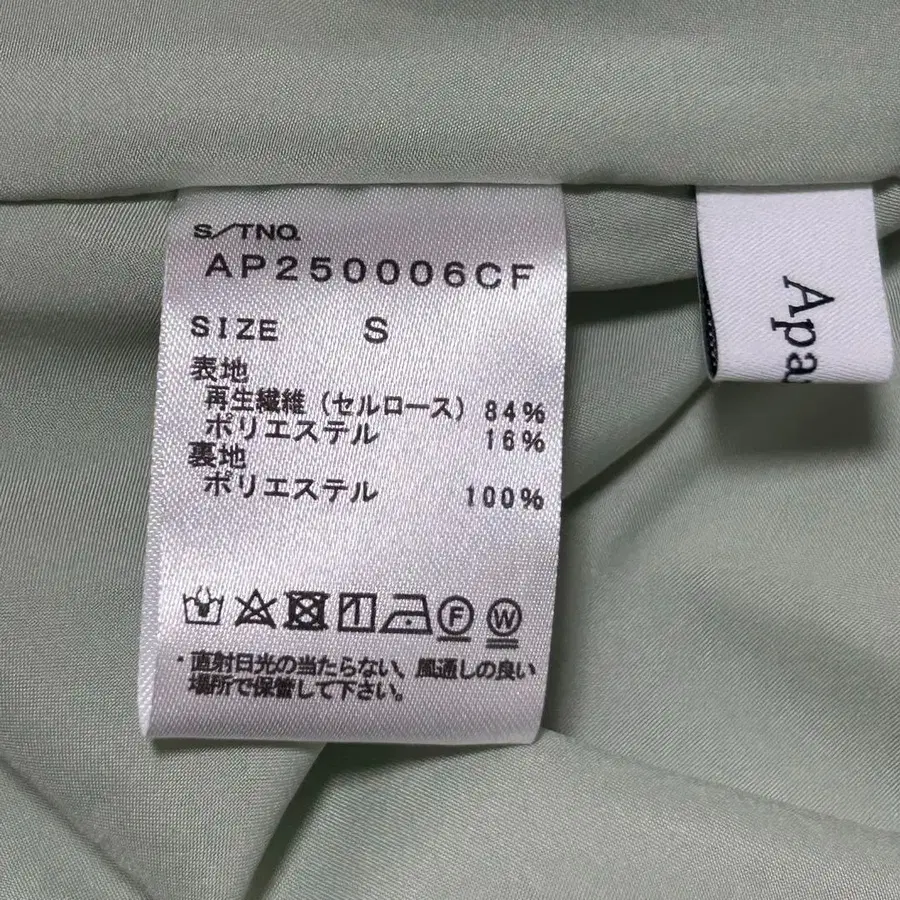 S/TNO.
AP250006CF
SIZE S
表地
再生繊維(セルロース) 84%
ポリエステル 16%
裏地
ポリエステル 100%
F W
・直射日光の当たらない、風通しの良い
場所で保管して下さい。
Apa